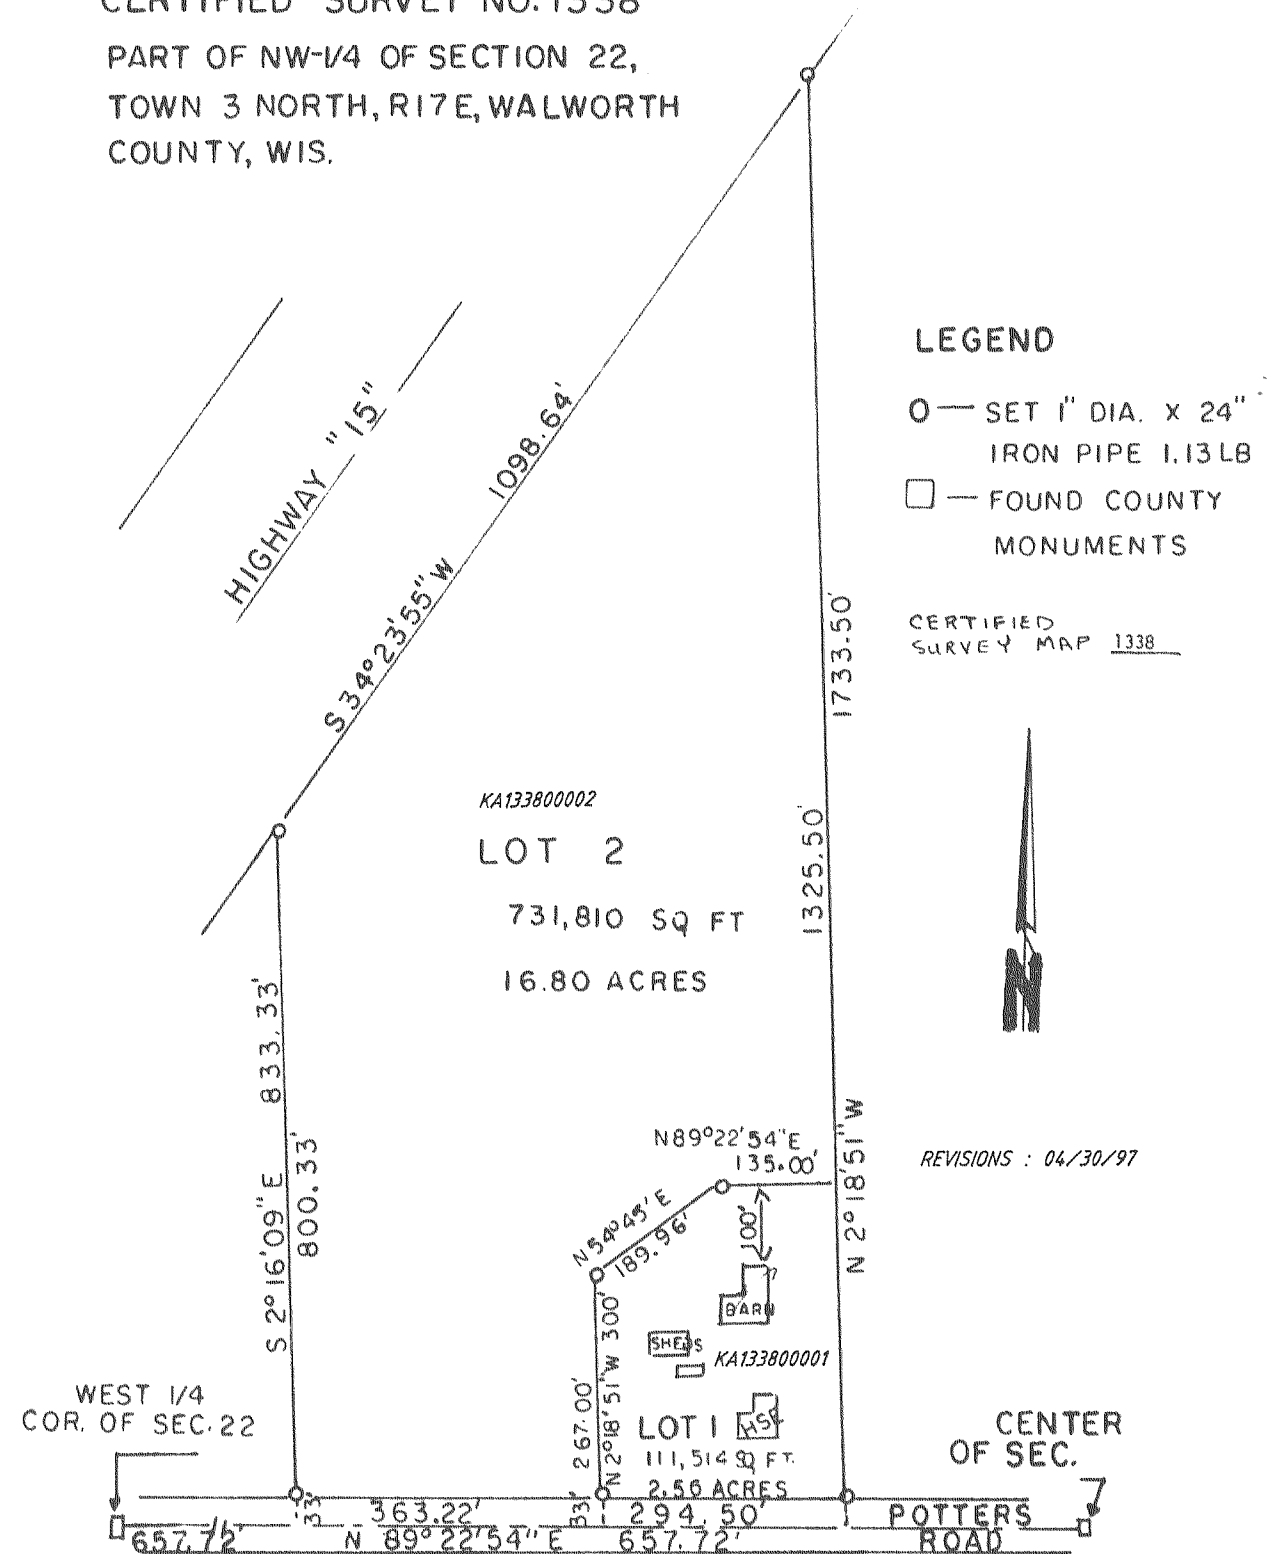 CERTIFIED SURVEY NO. 1338
PART OF NW-1/4 OF SECTION 22,
TOWN 3 NORTH, R17E, WALWORTH
COUNTY, WIS.
HIGHWAY "15"
1098.64'
S 34°23'55" W
LEGEND
O — SET 1" DIA. X 24"
IRON PIPE 1.13 LB
□ — FOUND COUNTY
MONUMENTS
CERTIFIED
SURVEY MAP 1338
1733.50'
1325.50'
N 2°18'51" W
KA133800002
LOT 2
731,810 SQ FT
16.80 ACRES
N
833.33'
800.33'
S 2°16'09" E
N89°22'54"E
135.00'
REVISIONS : 04/30/97
N 54°45' E
189.96'
100'
BARN
SHEDS
KA133800001
N 2°18'51" W 300'
267.00'
LOT 1
HSE
111,514 SQ FT.
2.56 ACRES
WEST 1/4
COR. OF SEC. 22
CENTER
OF SEC.
33'
363.22'
33'
294.50'
POTTERS
ROAD
657.72'
N 89°22'54" E
657.72'